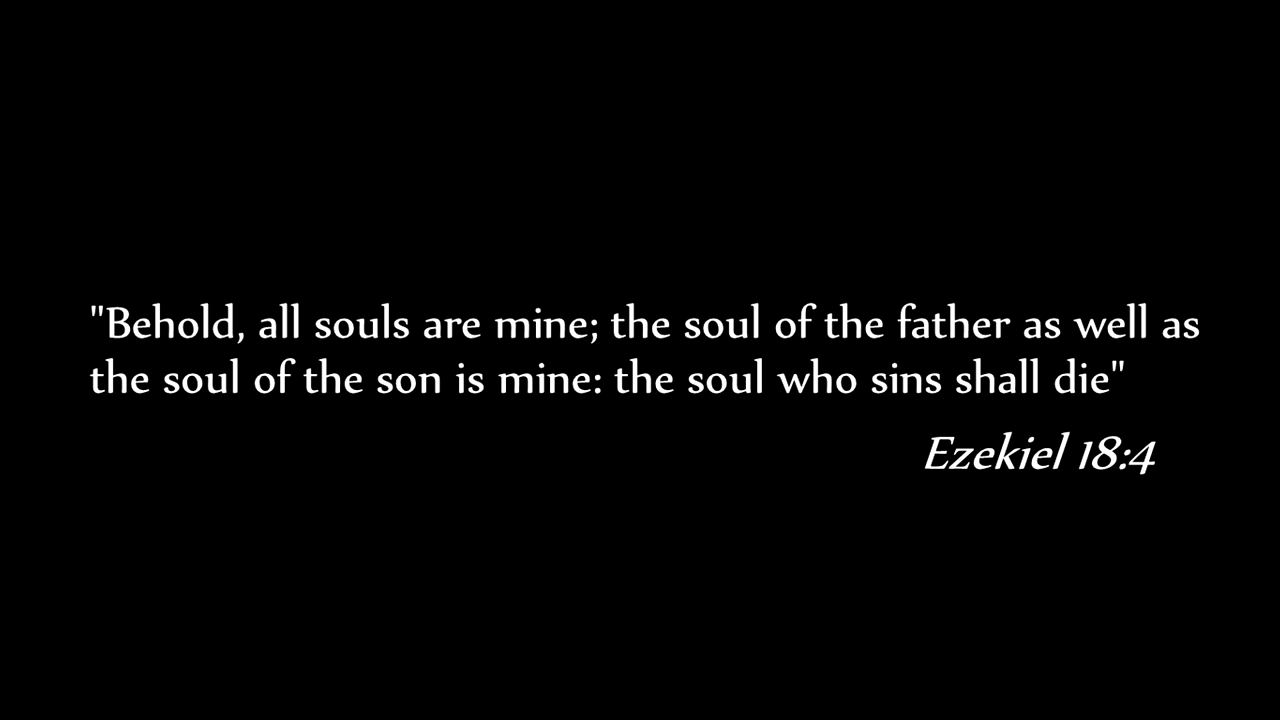 "Behold, all souls are mine; the soul of the father as well as
the soul of the son is mine: the soul who sins shall die"
Ezekiel 18:4